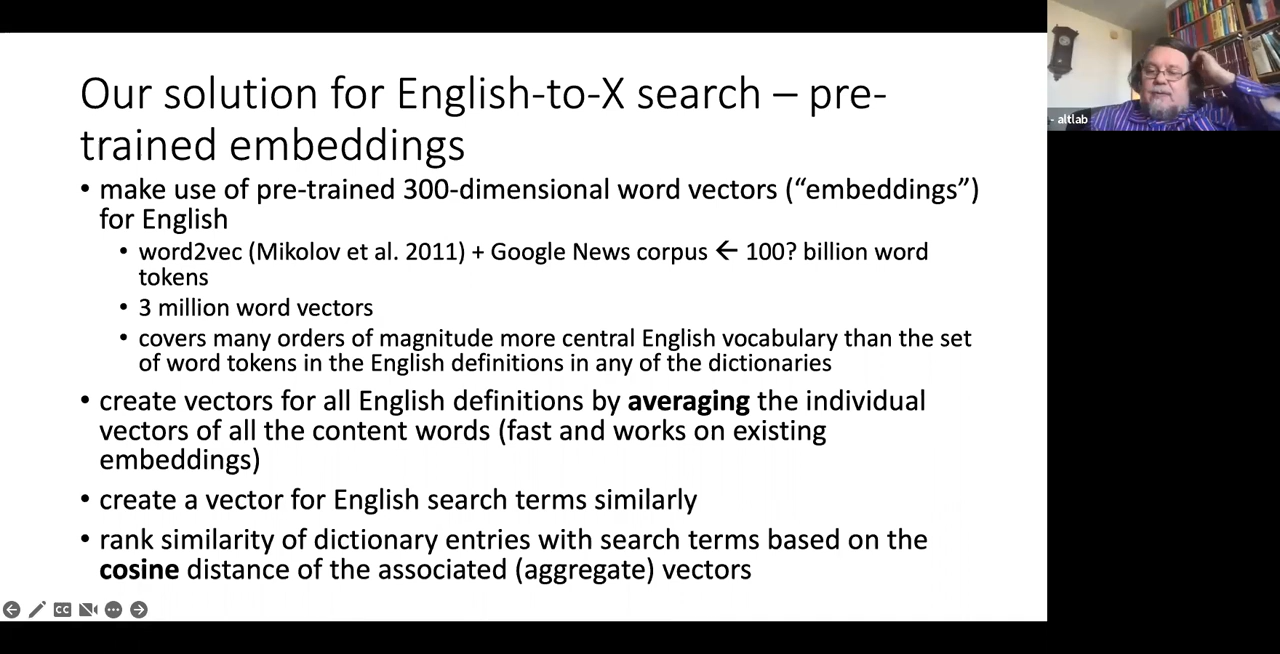 Our solution for English-to-X search – pre-
trained embeddings
• make use of pre-trained 300-dimensional word vectors (“embeddings”)
for English
• word2vec (Mikolov et al. 2011) + Google News corpus ← 100? billion word
tokens
• 3 million word vectors
• covers many orders of magnitude more central English vocabulary than the set
of word tokens in the English definitions in any of the dictionaries
• create vectors for all English definitions by averaging the individual
vectors of all the content words (fast and works on existing
embeddings)
• create a vector for English search terms similarly
• rank similarity of dictionary entries with search terms based on the
cosine distance of the associated (aggregate) vectors
CC
- altlab